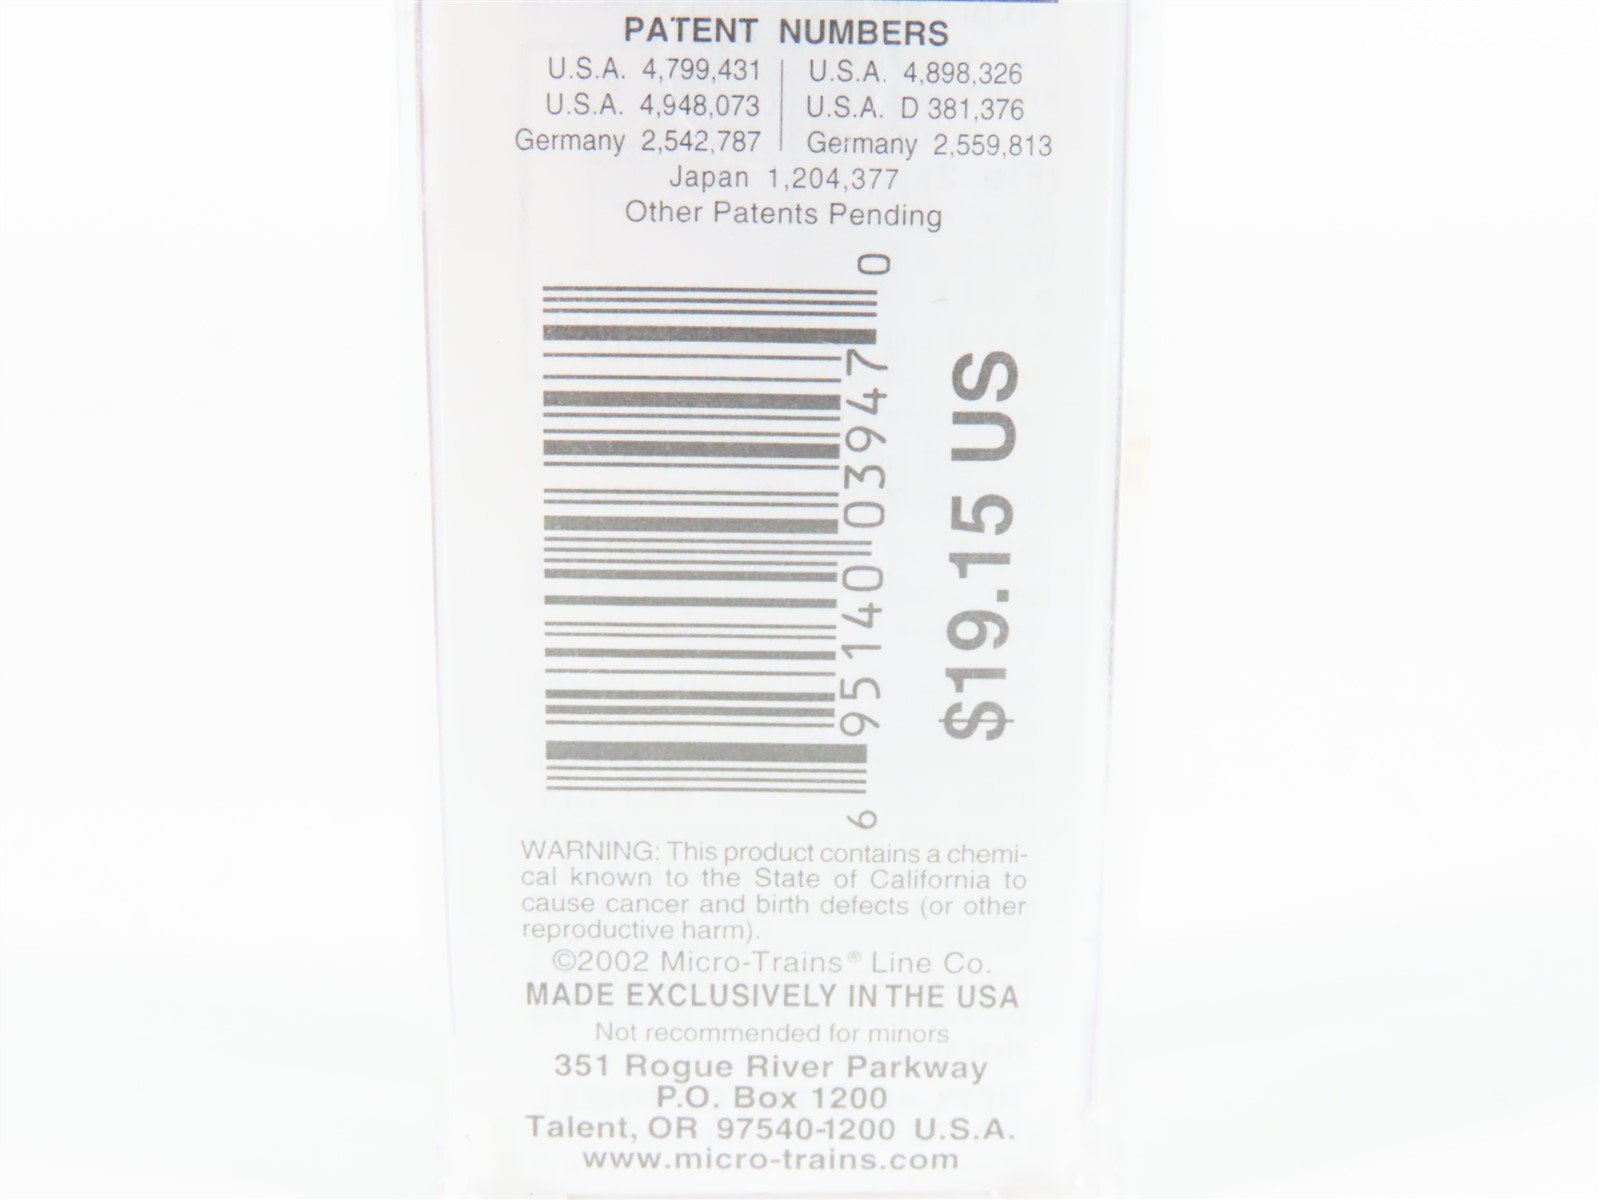 PATENT NUMBERS
U.S.A. 4,799,431 U.S.A. 4,898,326
U.S.A. 4,948,073 U.S.A. D 381,376
Germany 2,542,787 Germany 2,559,813
Japan 1,204,377
Other Patents Pending
6 95140 03947 0
$19.15 US
WARNING: This product contains a chemi-
cal known to the State of California to
cause cancer and birth defects (or other
reproductive harm).
©2002 Micro-Trains® Line Co.
MADE EXCLUSIVELY IN THE USA
Not recommended for minors
351 Rogue River Parkway
P.O. Box 1200
Talent, OR 97540-1200 U.S.A.
www.micro-trains.com